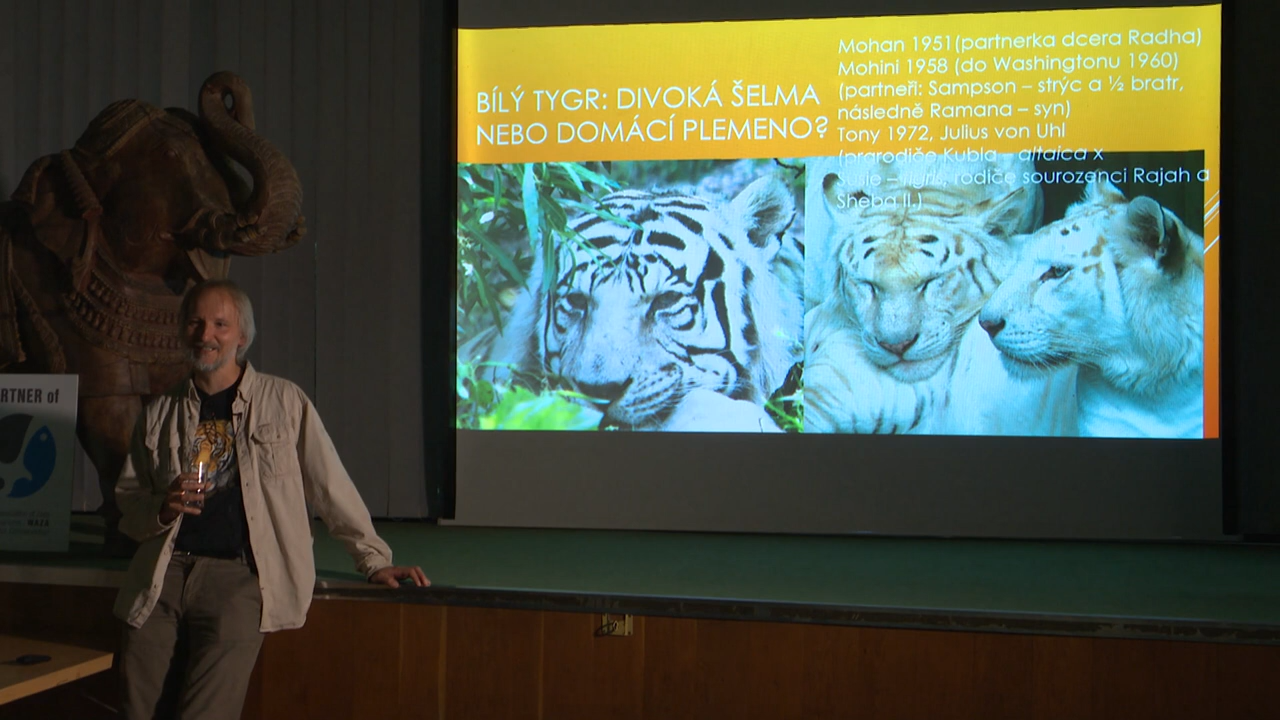 BÍLÝ TYGR: DIVOKÁ ŠELMA
NEBO DOMÁCÍ PLEMENO?
Mohan 1951(partnerka dcera Radha)
Mohini 1958 (do Washingtonu 1960)
(partneři: Sampson – strýc a ½ bratr,
následně Ramana – syn)
Tony 1972, Julius von Uhl
(prarodiče Kubla – altaica x
Susie – tigris, rodiče sourozenci Rajah a
Sheba II.)
RTNER of